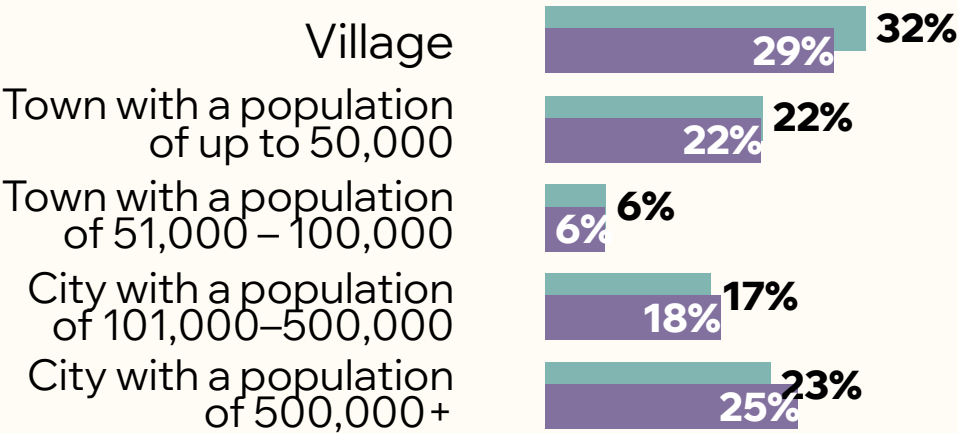 Village
32%
29%
Town with a population
of up to 50,000
22%
22%
Town with a population
of 51,000 – 100,000
6%
6%
City with a population
of 101,000–500,000
17%
18%
City with a population
of 500,000+
23%
25%